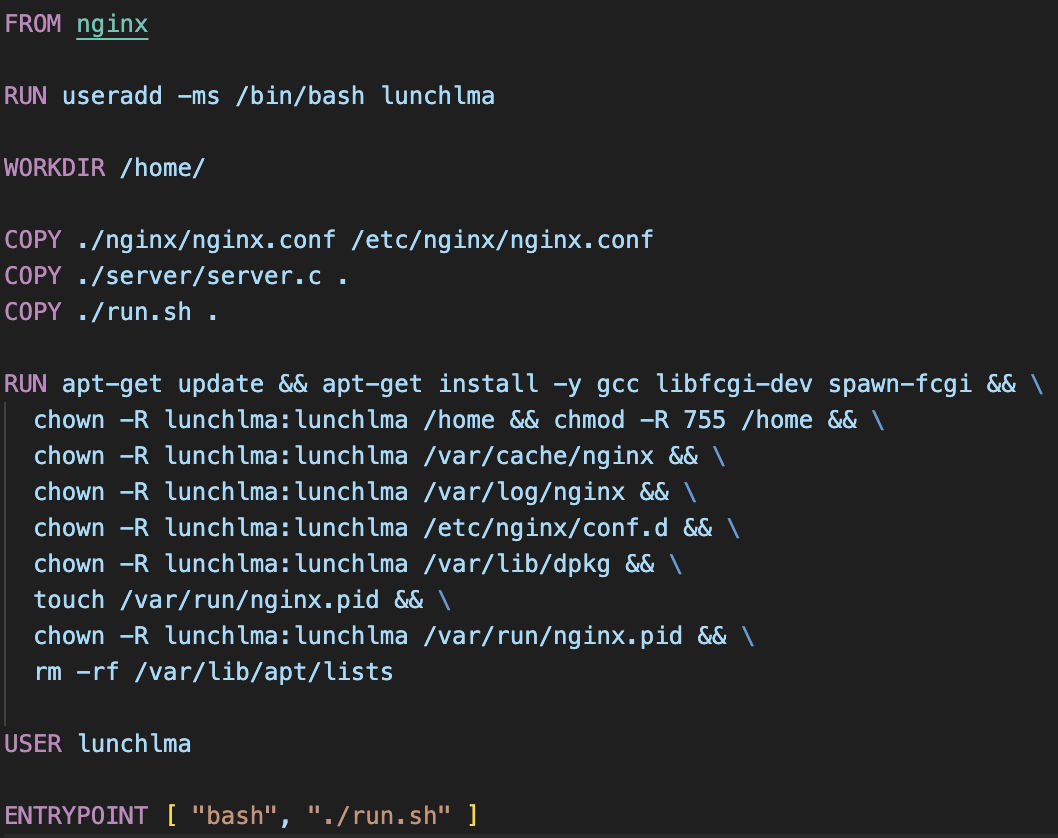 FROM nginx
RUN useradd -ms /bin/bash lunchlma
WORKDIR /home/
COPY ./nginx/nginx.conf /etc/nginx/nginx.conf
COPY ./server/server.c .
COPY ./run.sh .
RUN apt-get update && apt-get install -y gcc libfcgi-dev spawn-fcgi && \
chown -R lunchlma:lunchlma /home && chmod -R 755 /home && \
chown -R lunchlma:lunchlma /var/cache/nginx && \
chown -R lunchlma:lunchlma /var/log/nginx && \
chown -R lunchlma:lunchlma /etc/nginx/conf.d && \
chown -R lunchlma:lunchlma /var/lib/dpkg && \
touch /var/run/nginx.pid && \
chown -R lunchlma:lunchlma /var/run/nginx.pid && \
rm -rf /var/lib/apt/lists
USER lunchlma
ENTRYPOINT [ "bash", "./run.sh" ]